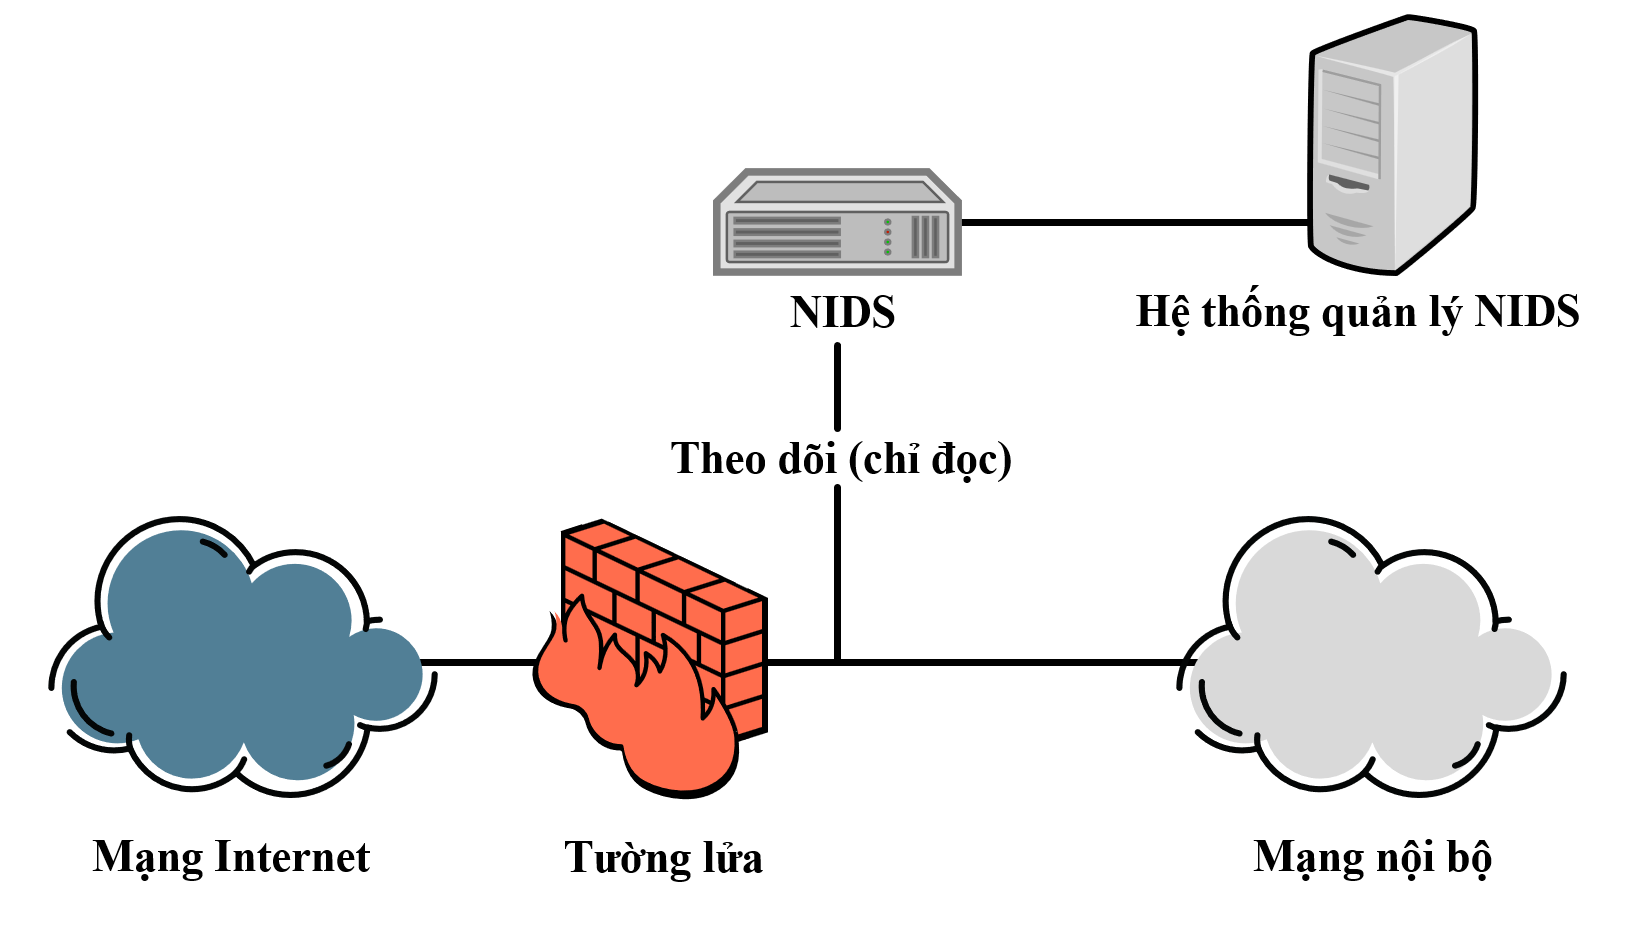 NIDS
Hệ thống quản lý NIDS
Theo dõi (chỉ đọc)
Mạng Internet
Tường lửa
Mạng nội bộ